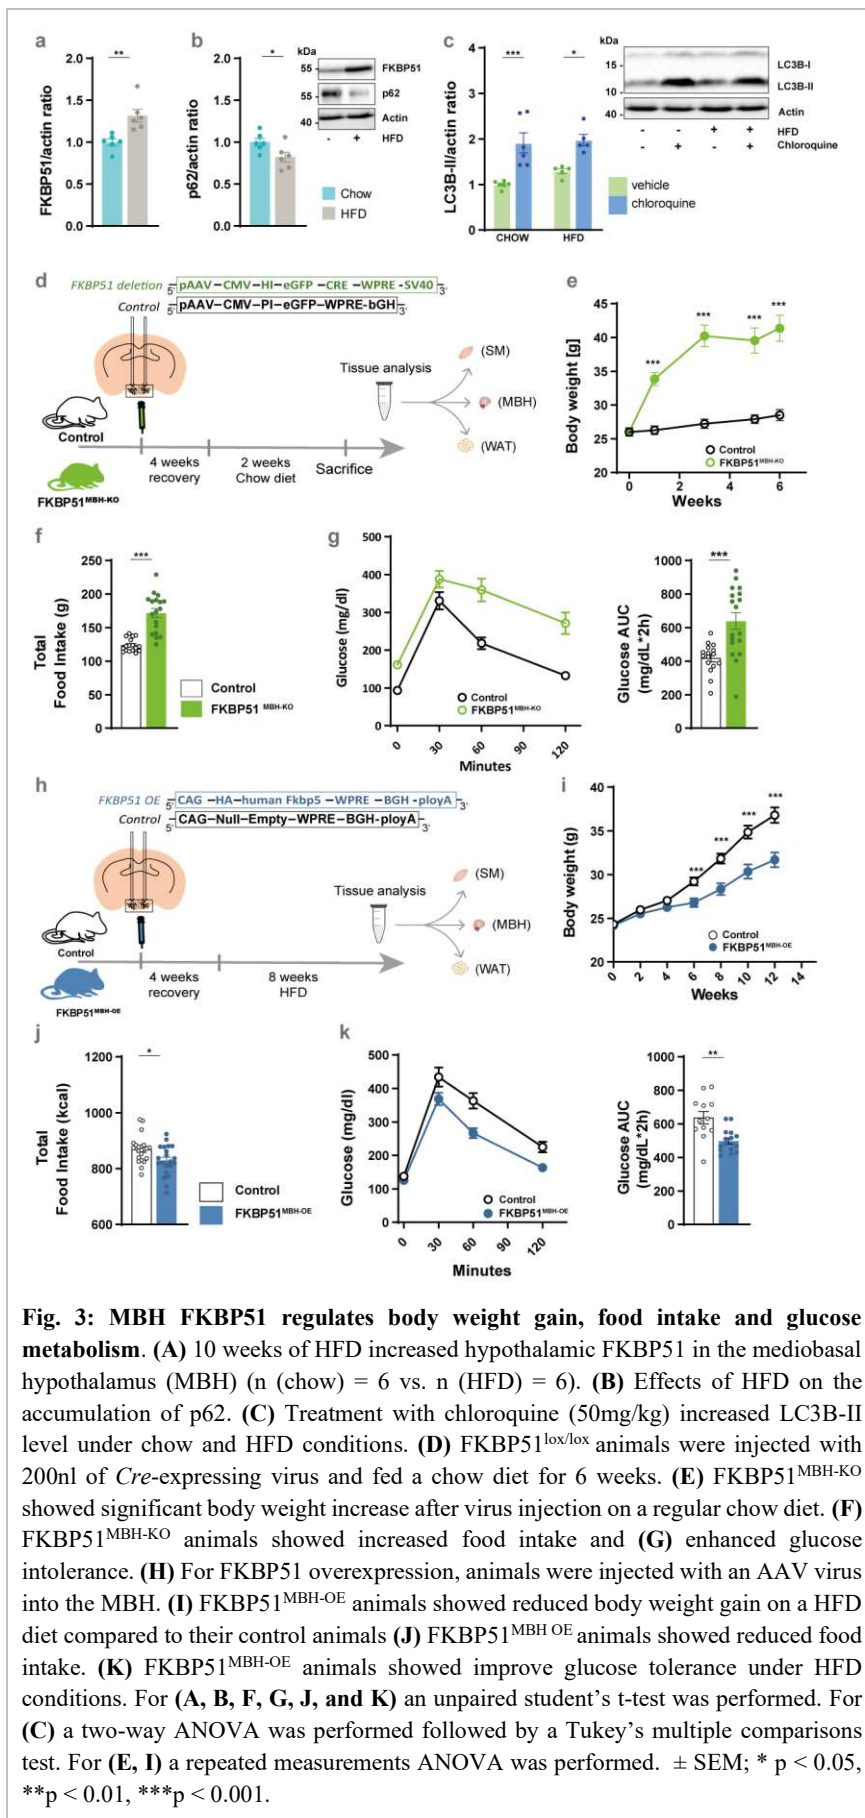 a
FKBP51/actin ratio
2.0
1.5
1.0
0.5
0.0
**
b
p62/actin ratio
2.0
1.5
1.0
0.5
0.0
*
kDa
55
FKBP51
55
p62
40
Actin
- + HFD
Chow
HFD
c
LC3B-II/actin ratio
4
3
2
1
0
*** *
CHOW HFD
kDa
15
LC3B-I
10
LC3B-II
40
Actin
- - + + HFD
- + - + Chloroquine
vehicle
chloroquine
d
FKBP51 deletion 5' pAAV–CMV–HI–eGFP–CRE–WPRE-SV40 3'
Control 5' pAAV–CMV–PI–eGFP–WPRE-bGH 3'
Control
FKBP51MBH-KO
4 weeks
recovery
2 weeks
Chow diet
Sacrifice
Tissue analysis
(SM)
(MBH)
(WAT)
e
Body weight [g]
45
40
35
30
25
20
*** *** *** ***
Control
FKBP51MBH-KO
0 3 6
Weeks
f
Total
Food Intake (g)
250
200
150
100
50
0
***
Control
FKBP51 MBH-KO
g
Glucose (mg/dl)
500
400
300
200
100
0
Control
FKBP51MBH-KO
0 30 60 90 120
Minutes
Glucose AUC
(mg/dL*2h)
1000
800
600
400
200
0
***
h
FKBP51 OE 5' CAG –HA–human Fkbp5 –WPRE –BGH -ployA 3'
Control 5' CAG–Null–Empty–WPRE–BGH-ployA 3'
Control
FKBP51MBH-OE
4 weeks
recovery
8 weeks
HFD
Tissue analysis
(SM)
(MBH)
(WAT)
i
Body weight (g)
40
35
30
25
20
*** *** *** ***
Control
FKBP51MBH-OE
0 2 4 6 8 10 12 14
Weeks
j
Total
Food Intake (kcal)
1200
1000
800
600
*
Control
FKBP51MBH-OE
k
Glucose (mg/dl)
500
400
300
200
100
0
Control
FKBP51MBH-OE
0 30 60 90 120
Minutes
Glucose AUC
(mg/dL*2h)
1000
800
600
400
200
0
**
Fig. 3: MBH FKBP51 regulates body weight gain, food intake and glucose
metabolism. (A) 10 weeks of HFD increased hypothalamic FKBP51 in the mediobasal
hypothalamus (MBH) (n (chow) = 6 vs. n (HFD) = 6). (B) Effects of HFD on the
accumulation of p62. (C) Treatment with chloroquine (50mg/kg) increased LC3B-II
level under chow and HFD conditions. (D) FKBP51lox/lox animals were injected with
200nl of Cre-expressing virus and fed a chow diet for 6 weeks. (E) FKBP51MBH-KO
showed significant body weight increase after virus injection on a regular chow diet. (F)
FKBP51MBH-KO animals showed increased food intake and (G) enhanced glucose
intolerance. (H) For FKBP51 overexpression, animals were injected with an AAV virus
into the MBH. (I) FKBP51MBH-OE animals showed reduced body weight gain on a HFD
diet compared to their control animals (J) FKBP51MBH OE animals showed reduced food
intake. (K) FKBP51MBH-OE animals showed improve glucose tolerance under HFD
conditions. For (A, B, F, G, J, and K) an unpaired student's t-test was performed. For
(C) a two-way ANOVA was performed followed by a Tukey's multiple comparisons
test. For (E, I) a repeated measurements ANOVA was performed. ± SEM; * p < 0.05,
**p < 0.01, ***p < 0.001.